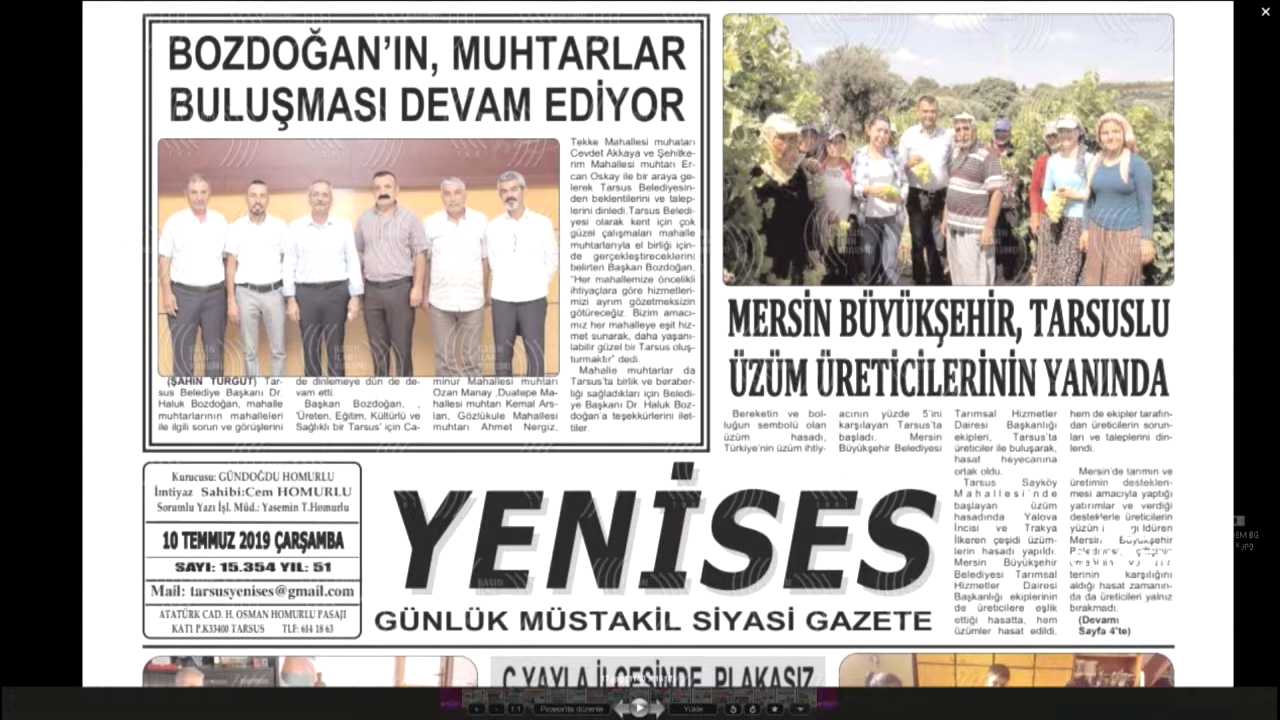 BOZDOĞAN'IN, MUHTARLAR
BULUŞMASI DEVAM EDİYOR
(ŞAHİN TURGUT) Tar-
sus Belediye Başkanı Dr.
Haluk Bozdoğan, mahalle
muhtarlarının mahalleleri
ile ilgili sorun ve görüşlerini
de dinlemeye dün de de-
vam etti.
Başkan Bozdoğan, ,
'Üreten, Eğitim, Kültürlü ve
Sağlıklı bir Tarsus' için Ca-
minur Mahallesi muhtarı
Ozan Manay ,Duatepe Ma-
hallesi muhtarı Kemal Ars-
lan, Gözlükule Mahallesi
muhtarı Ahmet Nergiz,
Tekke Mahallesi muhatarı
Cevdet Akkaya ve Şehitke-
rim Mahallesi muhtarı Er-
can Oskay ile bir araya ge-
lerek Tarsus Belediyesin-
den beklentilerini ve talep-
lerini dinledi.Tarsus Beledi-
yesi olarak kent için çok
güzel çalışmaları mahalle
muhtarlarıyla el birliği için-
de gerçekleştireceklerini
belirten Başkan Bozdoğan,
"Her mahallemize öncelikli
ihtiyaçlara göre hizmetleri-
mizi ayrım gözetmeksizin
götüreceğiz. Bizim amacı-
mız her mahalleye eşit hiz-
met sunarak, daha yaşanı-
labilir güzel bir Tarsus oluş-
turmaktır" dedi.
Mahalle muhtarlar da
Tarsus'ta birlik ve beraber-
liği sağladıkları için Beledi-
ye Başkanı Dr. Haluk Boz-
doğan'a teşekkürlerini ilet-
tiler.
MERSİN BÜYÜKŞEHİR, TARSUSLU
ÜZÜM ÜRETİCİLERİNİN YANINDA
Bereketin ve bol-
luğun sembolü olan
üzüm hasadı,
Türkiye'nin üzüm ihtiy-
acının yüzde 5'ini
karşılayan Tarsus'ta
başladı. Mersin
Büyükşehir Belediyesi
Tarımsal Hizmetler
Dairesi Başkanlığı
ekipleri, Tarsus'ta
üreticiler ile buluşarak,
hasat heyecanına
ortak oldu.
Tarsus Sayköy
Mahallesi'nde
başlayan üzüm
hasadında Yalova
İncisi ve Trakya
İlkeren çeşidi üzüm-
lerin hasadı yapıldı.
Mersin Büyükşehir
Belediyesi Tarımsal
Hizmetler Dairesi
Başkanlığı ekiplerinin
de üreticilere eşlik
ettiği hasatta, hem
üzümler hasat edildi,
hem de ekipler tarafın-
dan üreticilerin sorun-
ları ve taleplerini din-
lendi.
Mersin'de tarımın ve
üretimin desteklen-
mesi amacıyla yaptığı
yatırımlar ve verdiği
desteklerle üreticilerin
yüzün
Mersin Büyükşehir
terinin karşılığını
aldığı hasat zamanın-
da da üreticileri yalnız
bırakmadı.
(Devamı
Sayfa 4'te)
Kurucusu: GÜNDOĞDU HOMURLU
İmtiyaz Sahibi:Cem HOMURLU
Sorumlu Yazı İşl. Müd.: Yasemin T.Homurlu
10 TEMMUZ 2019 ÇARŞAMBA
SAYI: 15.354 YIL: 51
Mail: tarsusyenises@gmail.com
ATATÜRK CAD. H. OSMAN HOMURLU PASAJI
KAT1 P.K33400 TARSUS TLF: 614 18 63
YENİSES
GÜNLÜK MÜSTAKİL SİYASİ GAZETE
Ç.YAYLA İLÇESİNDE, PLAKASIZ
Picasa'da düzenle
Yükle
1:1